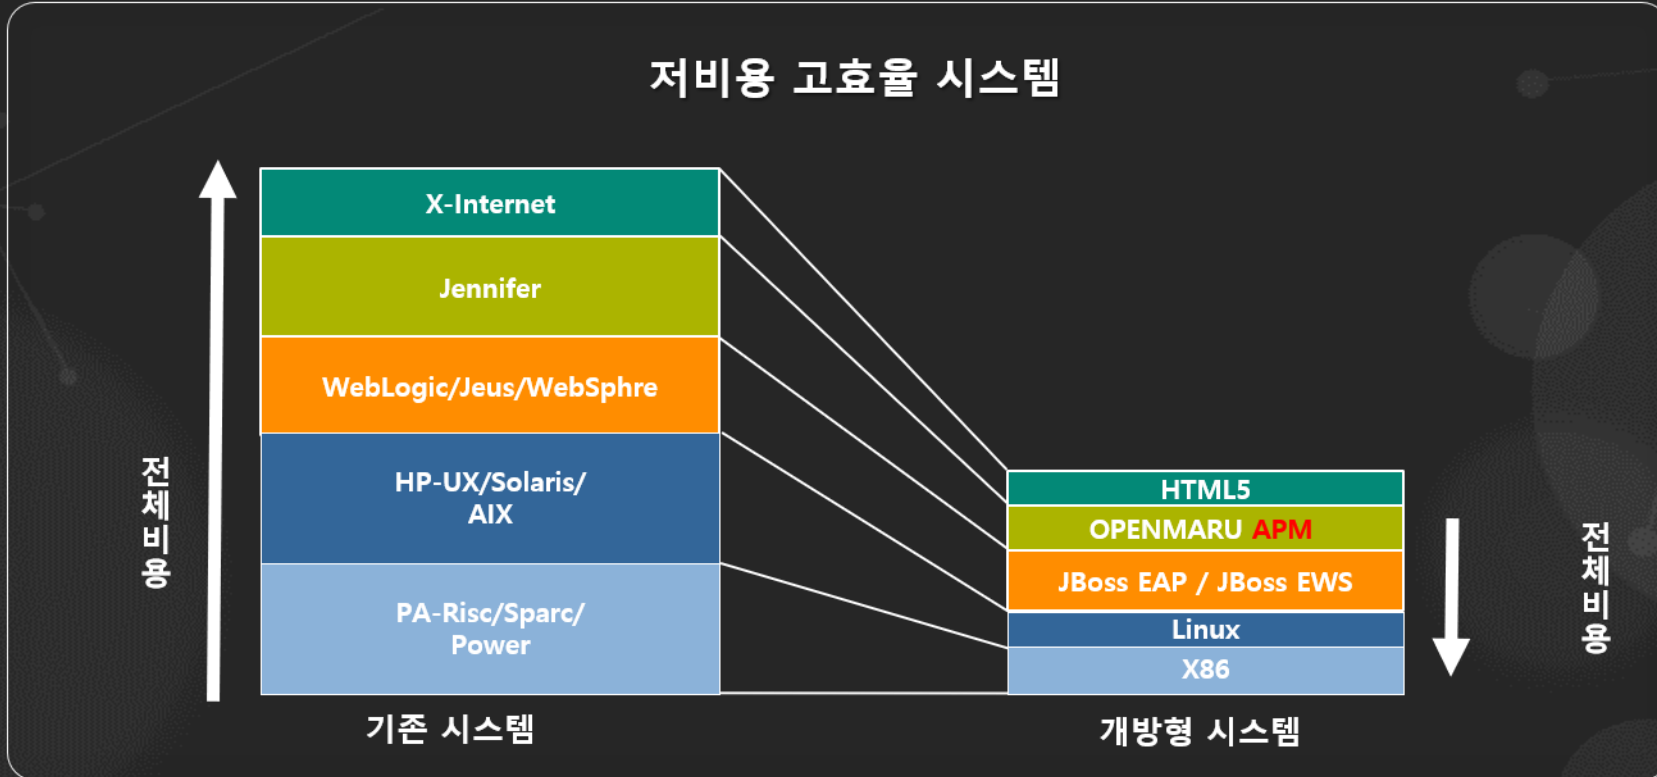 저비용 고효율 시스템
X-Internet
Jennifer
WebLogic/Jeus/WebSphre
HP-UX/Solaris/
AIX
PA-Risc/Sparc/
Power
전체비용
기존 시스템
HTML5
OPENMARU APM
JBoss EAP / JBoss EWS
Linux
X86
전체비용
개방형 시스템